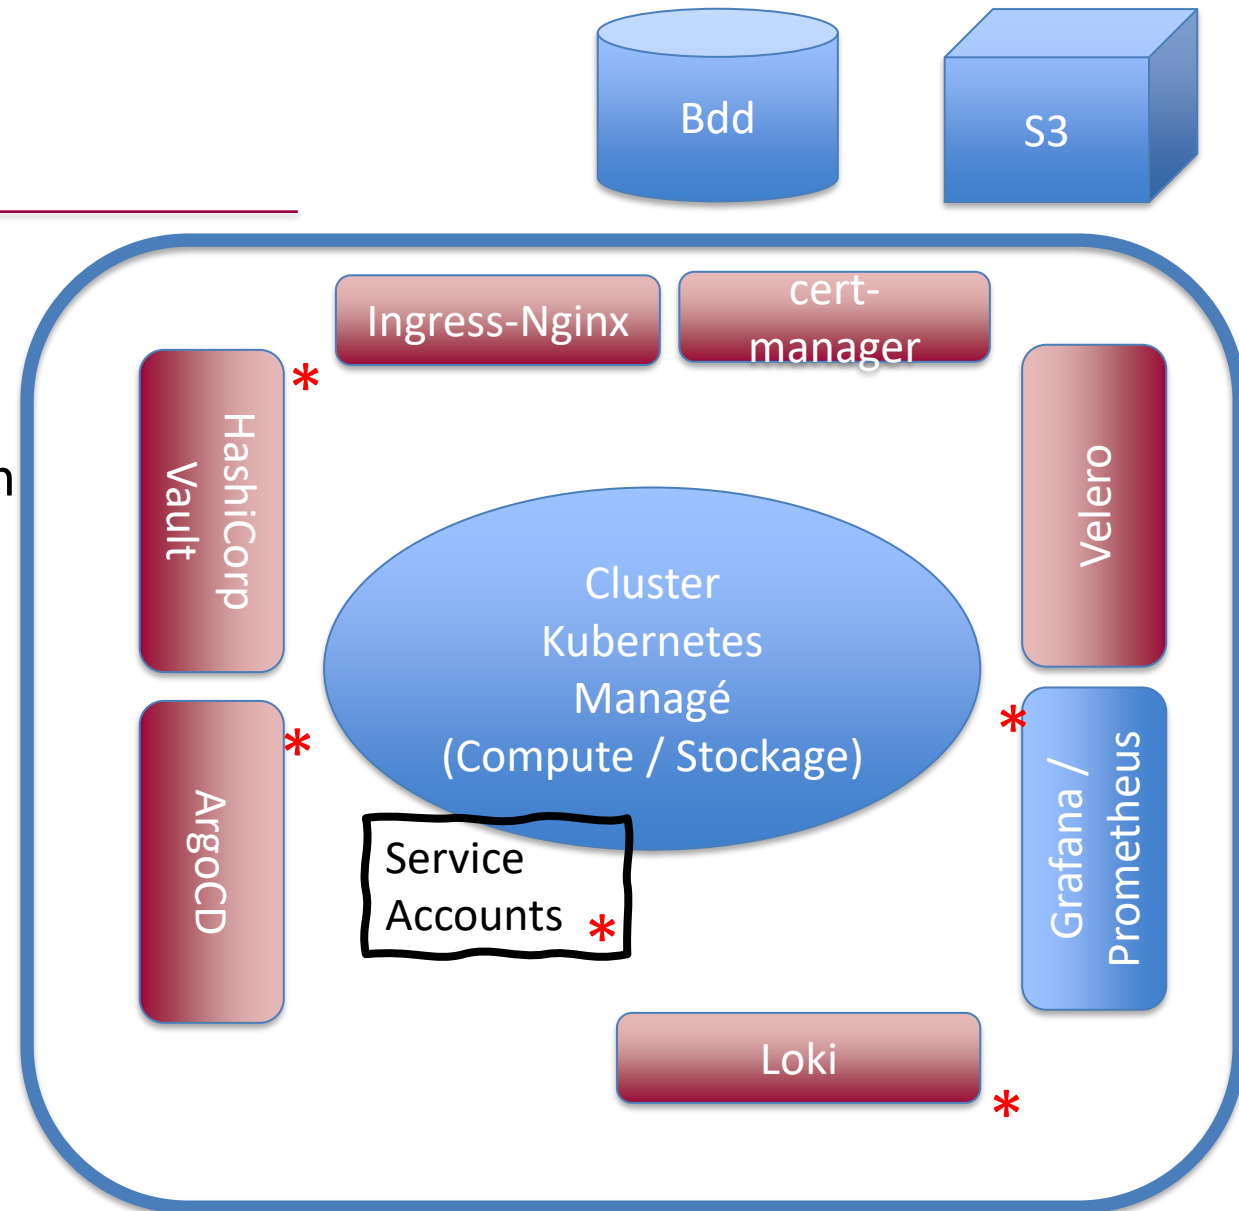 Bdd
S3
Ingress-Nginx
cert-
manager
*
HashiCorp
Vault
n
Velero
Cluster
Kubernetes
Managé
(Compute / Stockage)
*
*
ArgoCD
Grafana /
Prometheus
Service
Accounts *
Loki
*